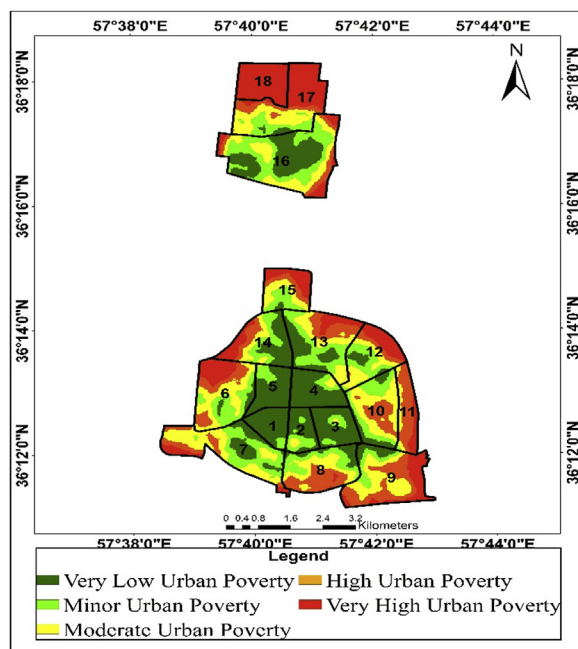 57°38'0"E 57°40'0"E 57°42'0"E 57°44'0"E
N
36°18'0"N 36°18'0"N
18
17
16
36°16'0"N 36°16'0"N
15
36°14'0"N 36°14'0"N
14 13
12
5
4
6
10 11
1 2 3
7
36°12'0"N 36°12'0"N
8
9
0 0.4 0.8 1.6 2.4 3.2
Kilometers
57°38'0"E 57°40'0"E 57°42'0"E 57°44'0"E
Legend
Very Low Urban Poverty High Urban Poverty
Minor Urban Poverty Very High Urban Poverty
Moderate Urban Poverty